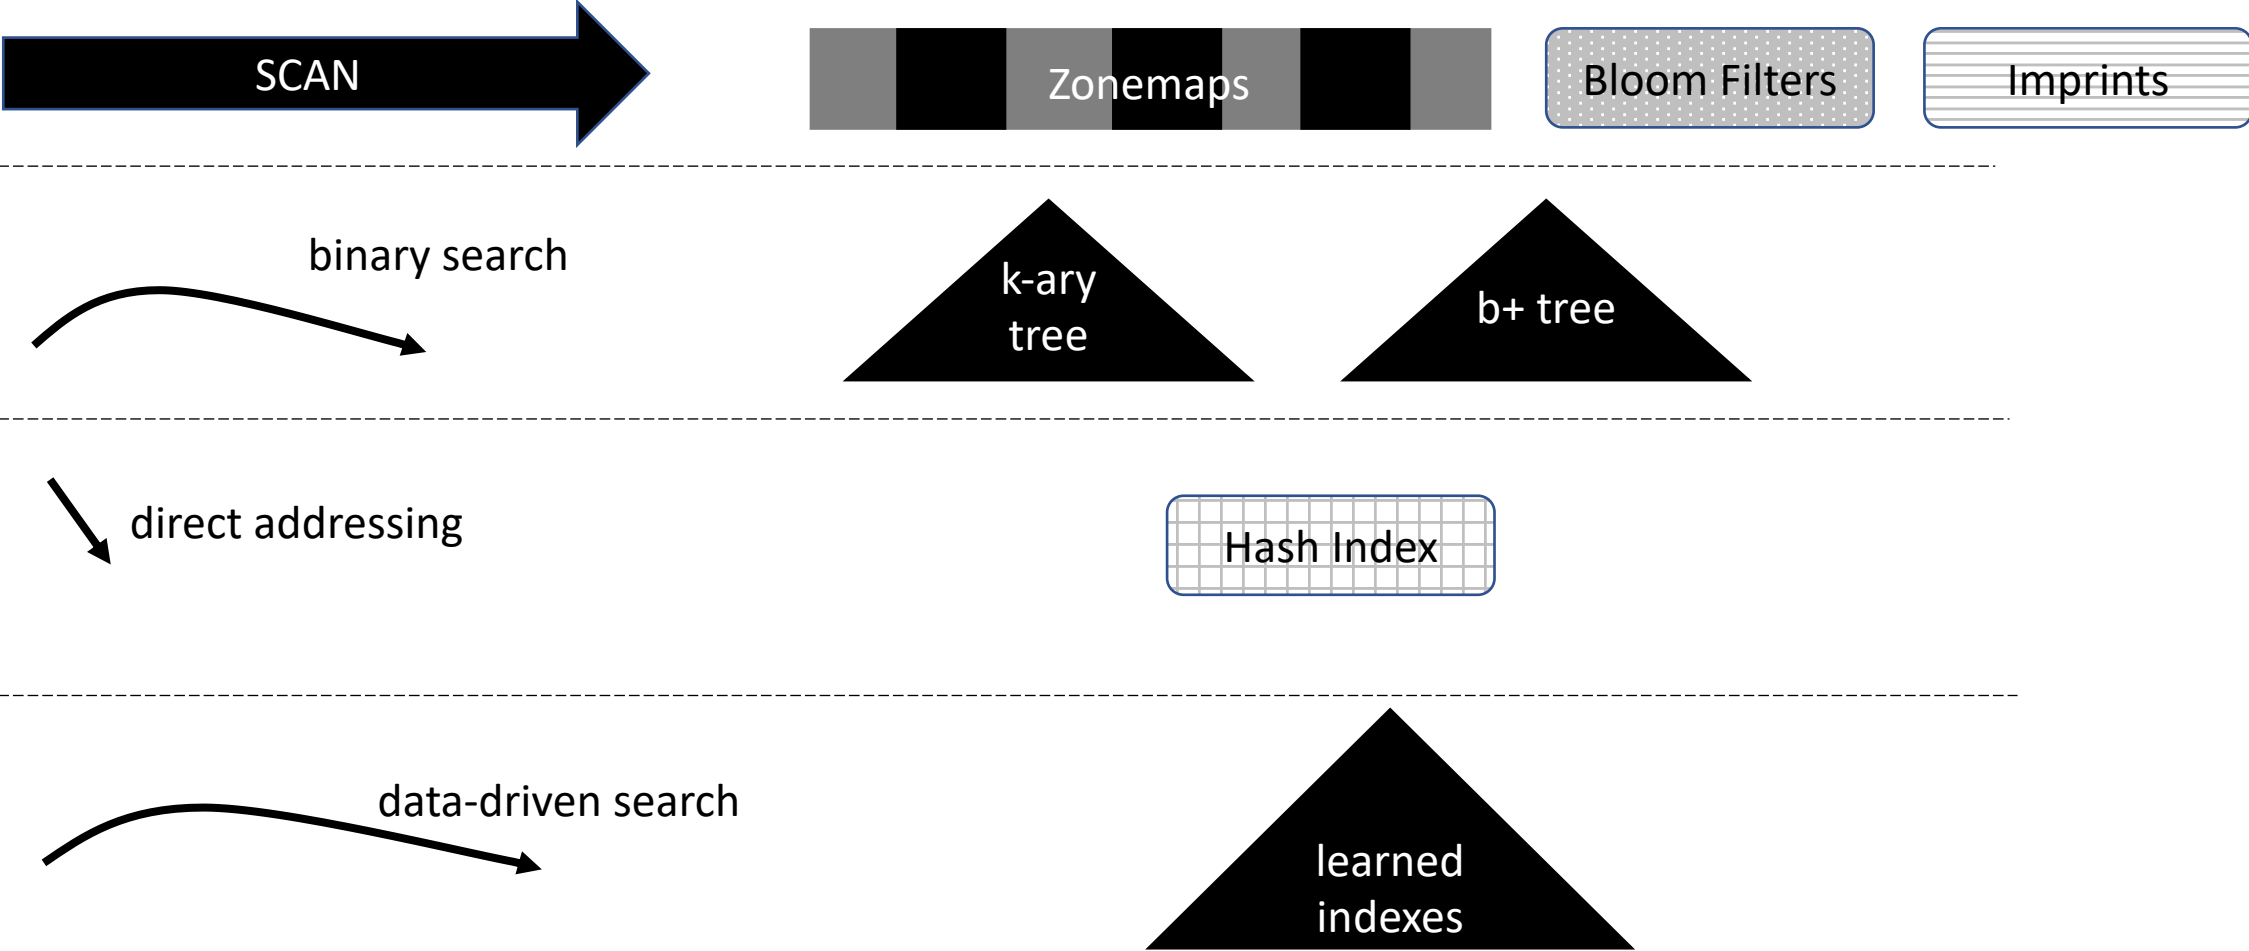 SCAN
Zonemaps
Bloom Filters
Imprints
binary search
k-ary
tree
b+ tree
direct addressing
Hash Index
data-driven search
learned
indexes